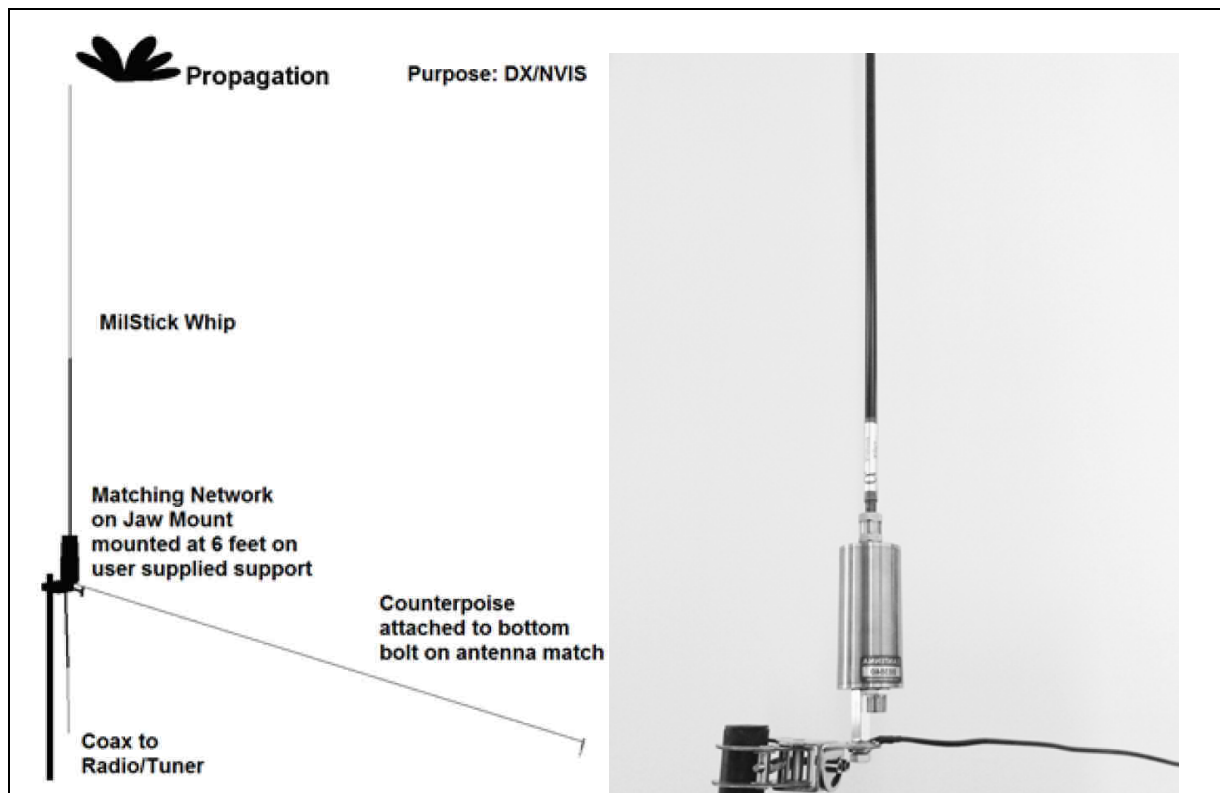 Propagation
Purpose: DX/NVIS
MilStick Whip
Matching Network
on Jaw Mount
mounted at 6 feet on
user supplied support
Counterpoise
attached to bottom
bolt on antenna match
Coax to
Radio/Tuner